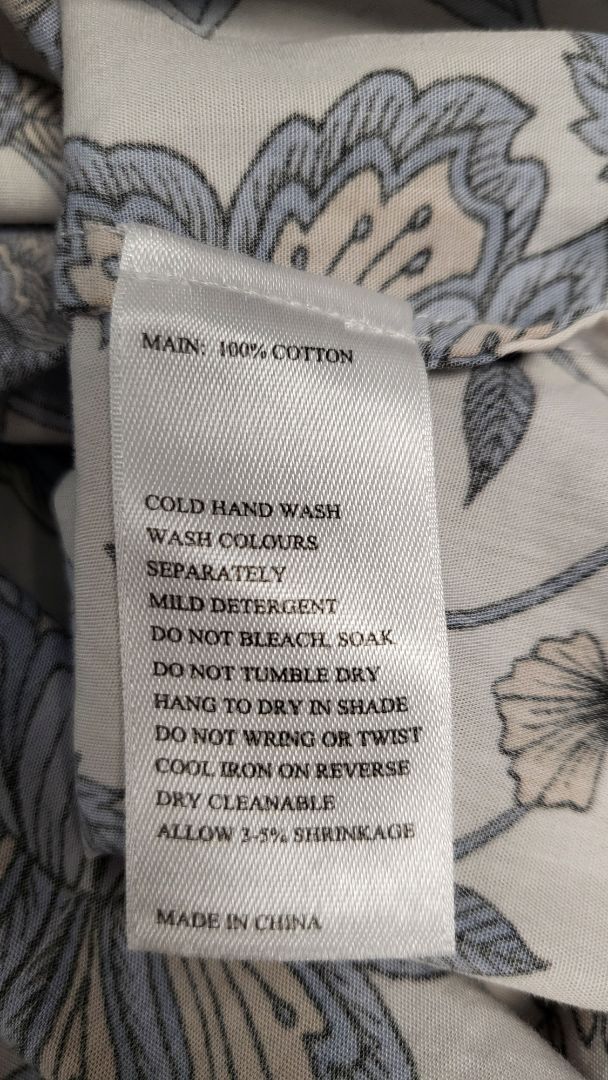 MAIN: 100% COTTON
COLD HAND WASH
WASH COLOURS
SEPARATELY
MILD DETERGENT
DO NOT BLEACH, SOAK
DO NOT TUMBLE DRY
HANG TO DRY IN SHADE
DO NOT WRING OR TWIST
COOL IRON ON REVERSE
DRY CLEANABLE
ALLOW 3-5% SHRINKAGE
MADE IN CHINA